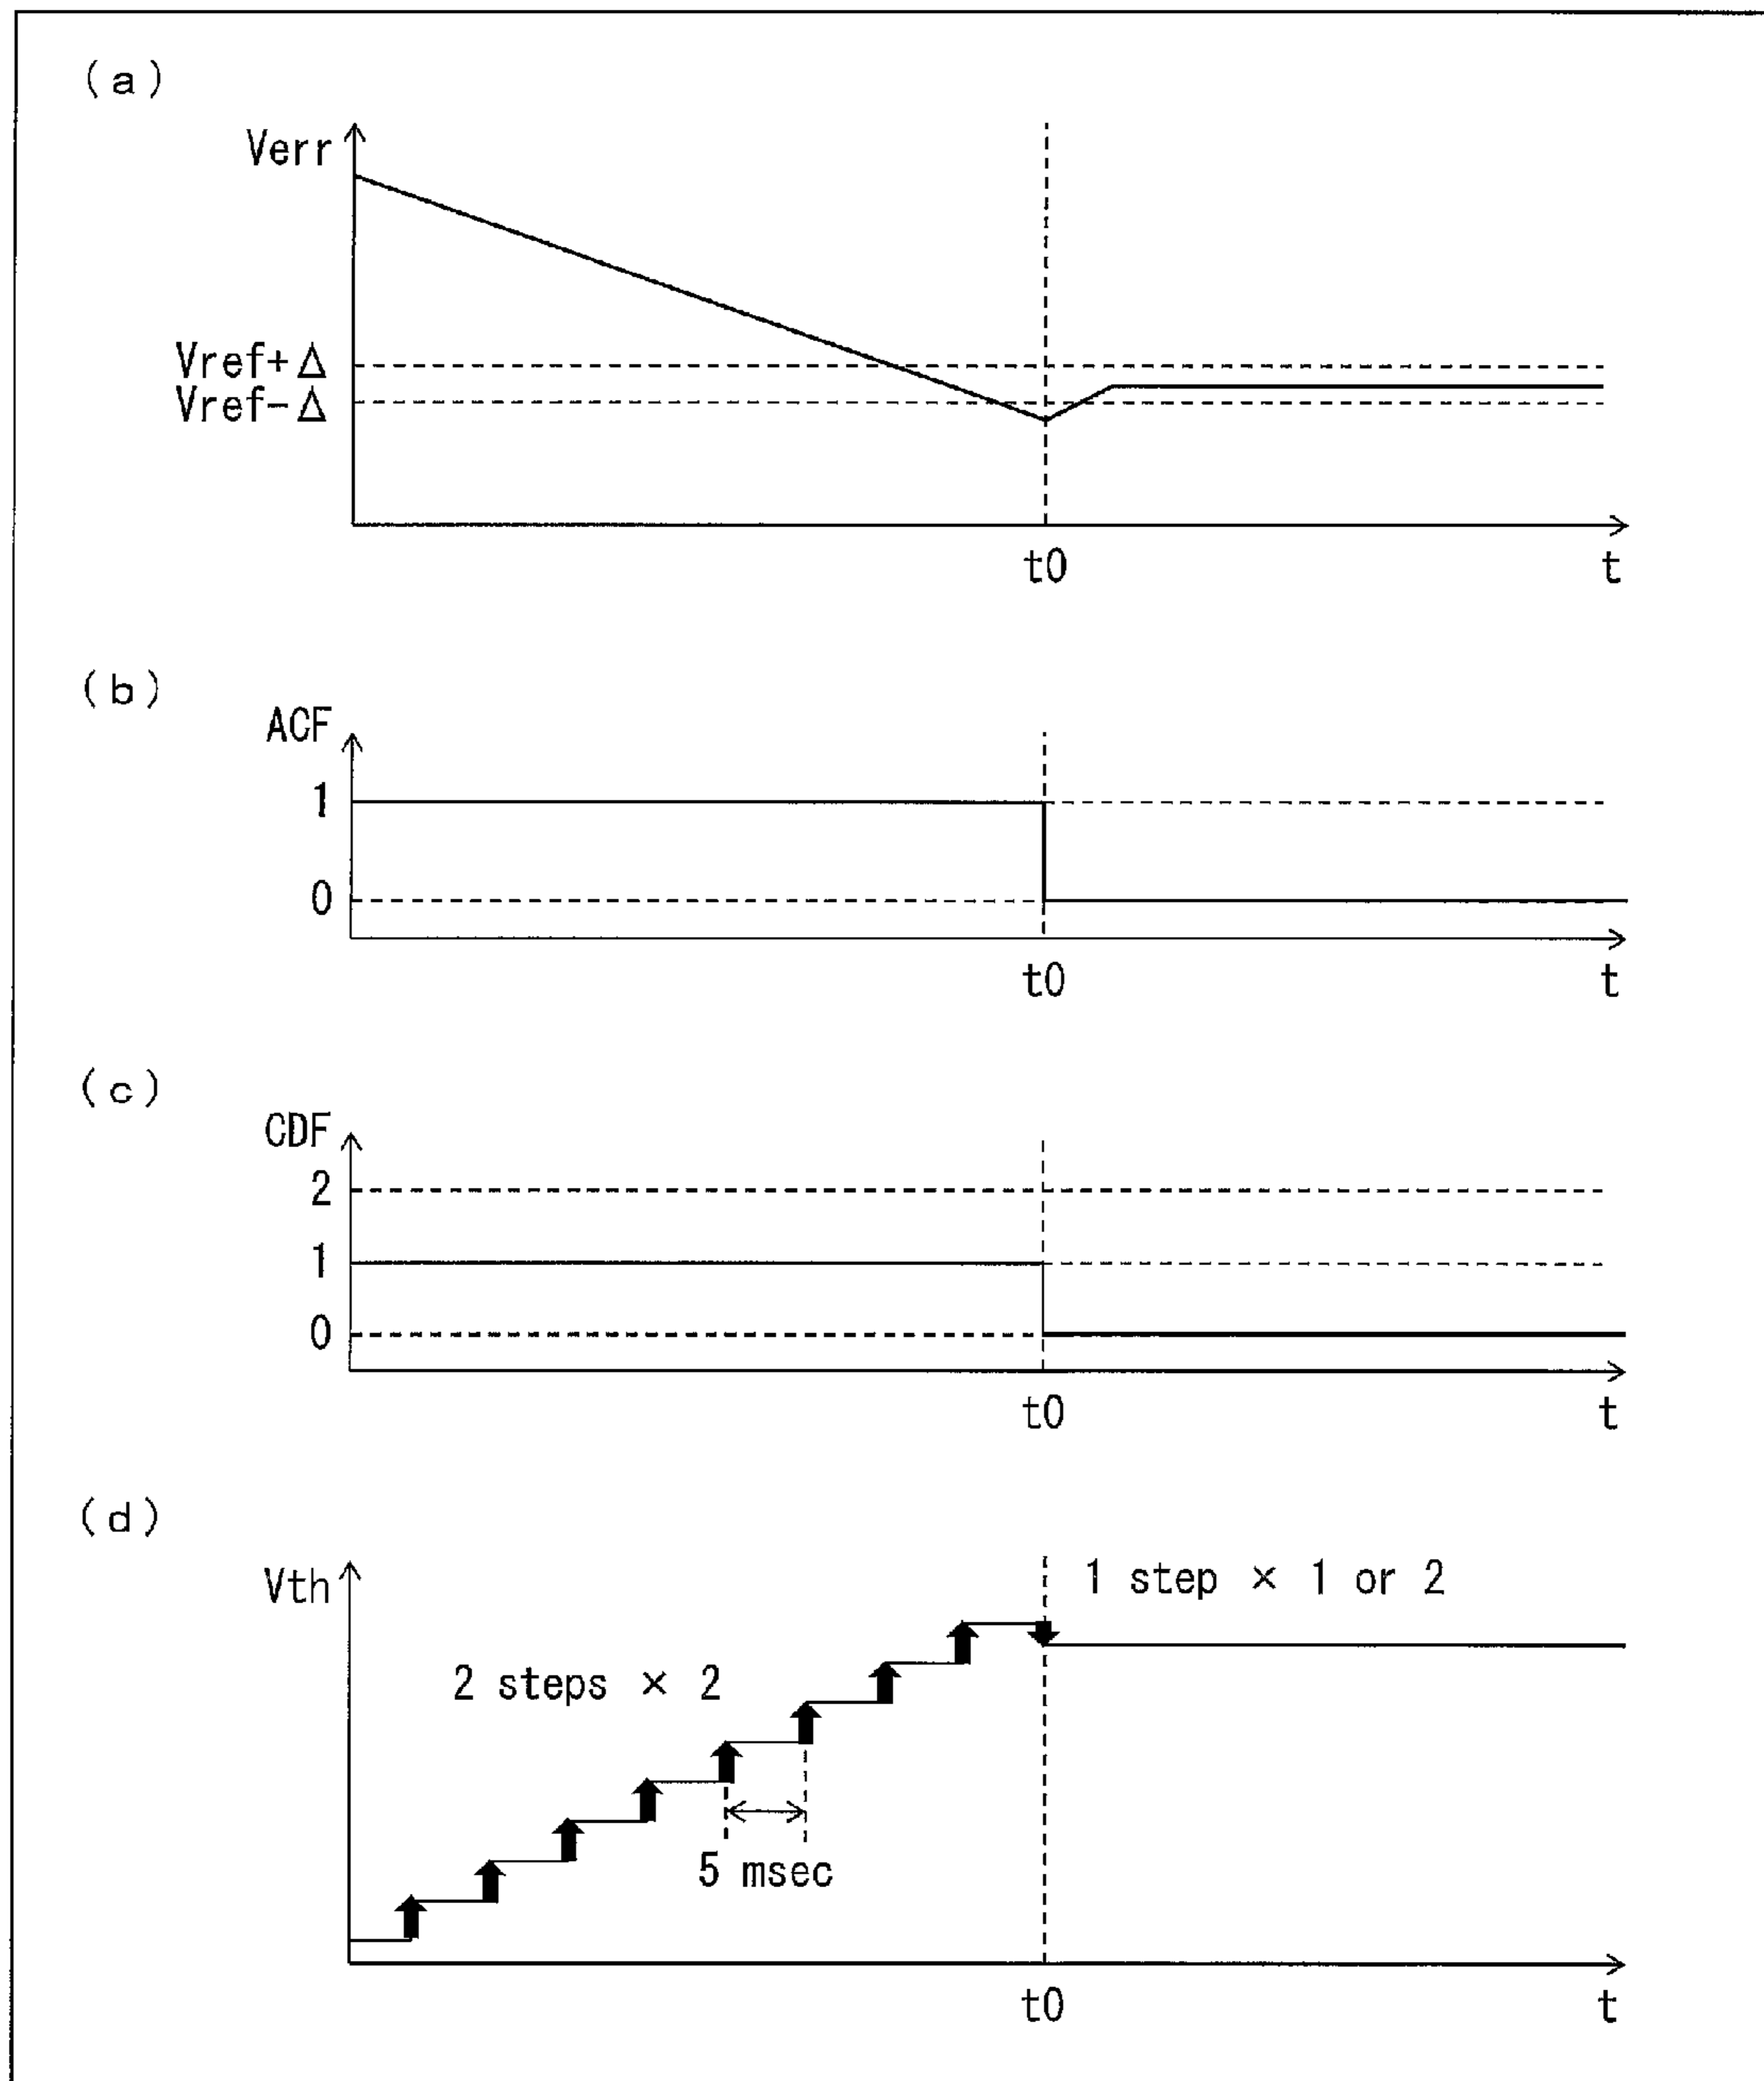 (a)
Verr
Vref+Δ
Vref-Δ
t0
t
(b)
ACF
1
0
t0
t
(c)
CDF
2
1
0
t0
t
(d)
Vth
1 step × 1 or 2
2 steps × 2
5 msec
t0
t